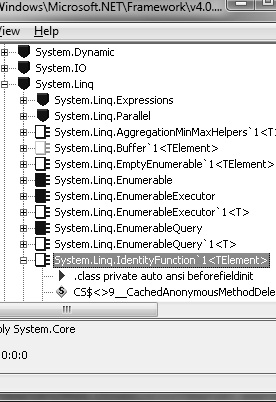 Windows\Microsoft.NET\Framework\v4.0....
View Help
System.Dynamic
System.IO
System.Linq
System.Linq.Expressions
System.Linq.Parallel
System.Linq.AggregationMinMaxHelpers`1<T>
System.Linq.Buffer`1<TElement>
System.Linq.EmptyEnumerable`1<TElement>
System.Linq.Enumerable
System.Linq.EnumerableExecutor
System.Linq.EnumerableExecutor`1<T>
System.Linq.EnumerableQuery
System.Linq.EnumerableQuery`1<T>
System.Linq.IdentityFunction`1<TElement>
.class private auto ansi beforefieldinit
S CS$<>9__CachedAnonymousMethodDele
bly System.Core
0:0:0